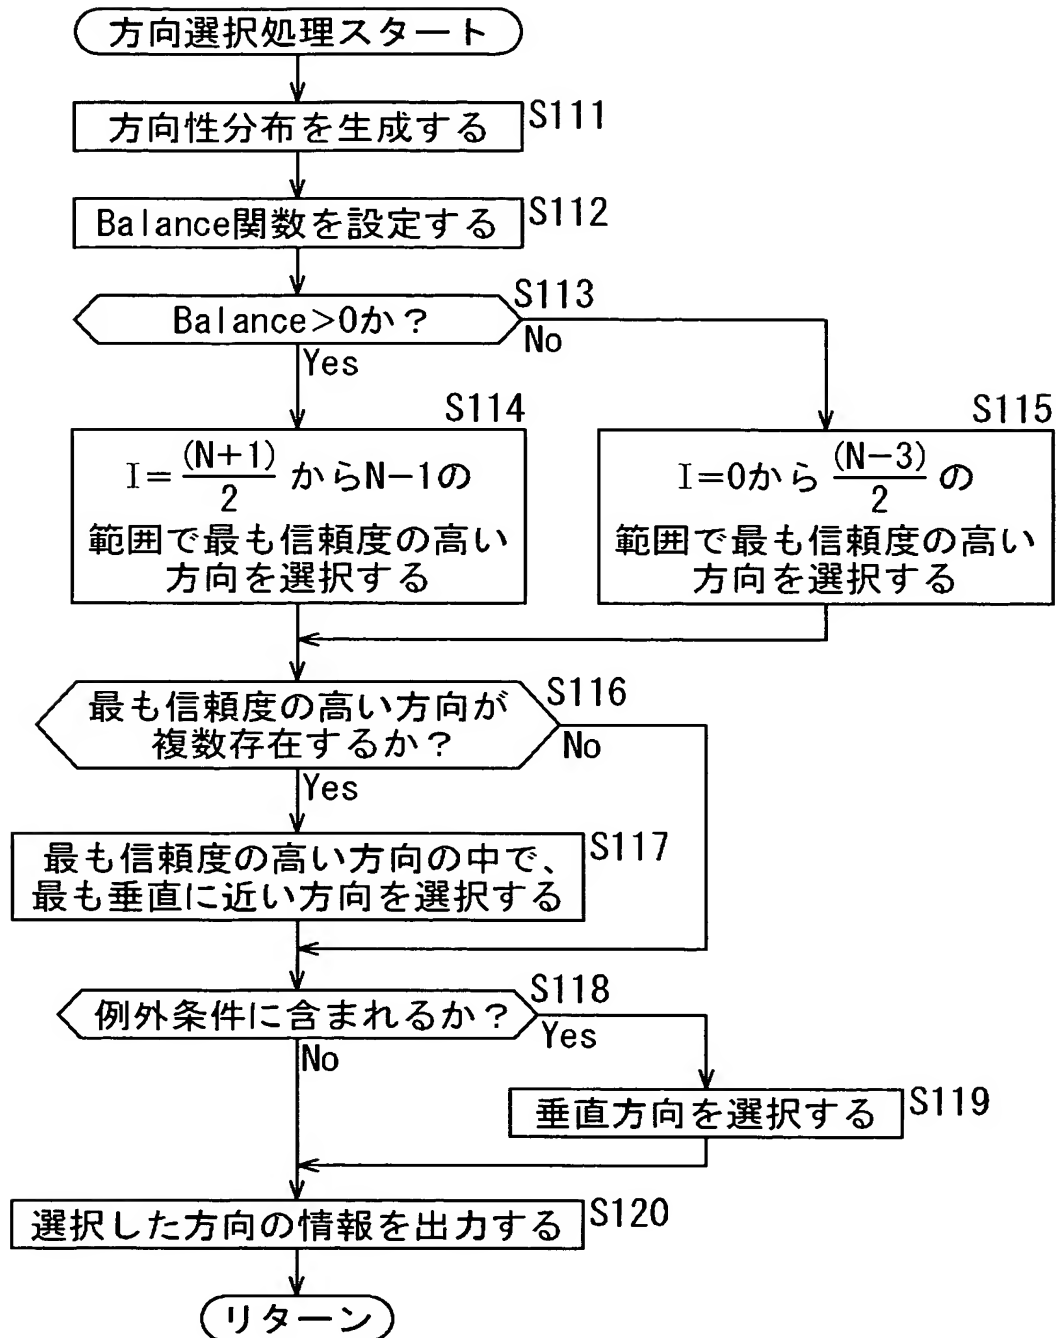 方向選択処理スタート
方向性分布を生成する
S111
Balance関数を設定する
S112
Balance>0か？
S113
Yes
No
S114
I=(N+1)/2からN−1の
範囲で最も信頼度の高い
方向を選択する
S115
I=0から(N−3)/2の
範囲で最も信頼度の高い
方向を選択する
最も信頼度の高い方向が
複数存在するか？
S116
Yes
No
最も信頼度の高い方向の中で、
最も垂直に近い方向を選択する
S117
例外条件に含まれるか？
S118
No
Yes
垂直方向を選択する
S119
選択した方向の情報を出力する
S120
リターン